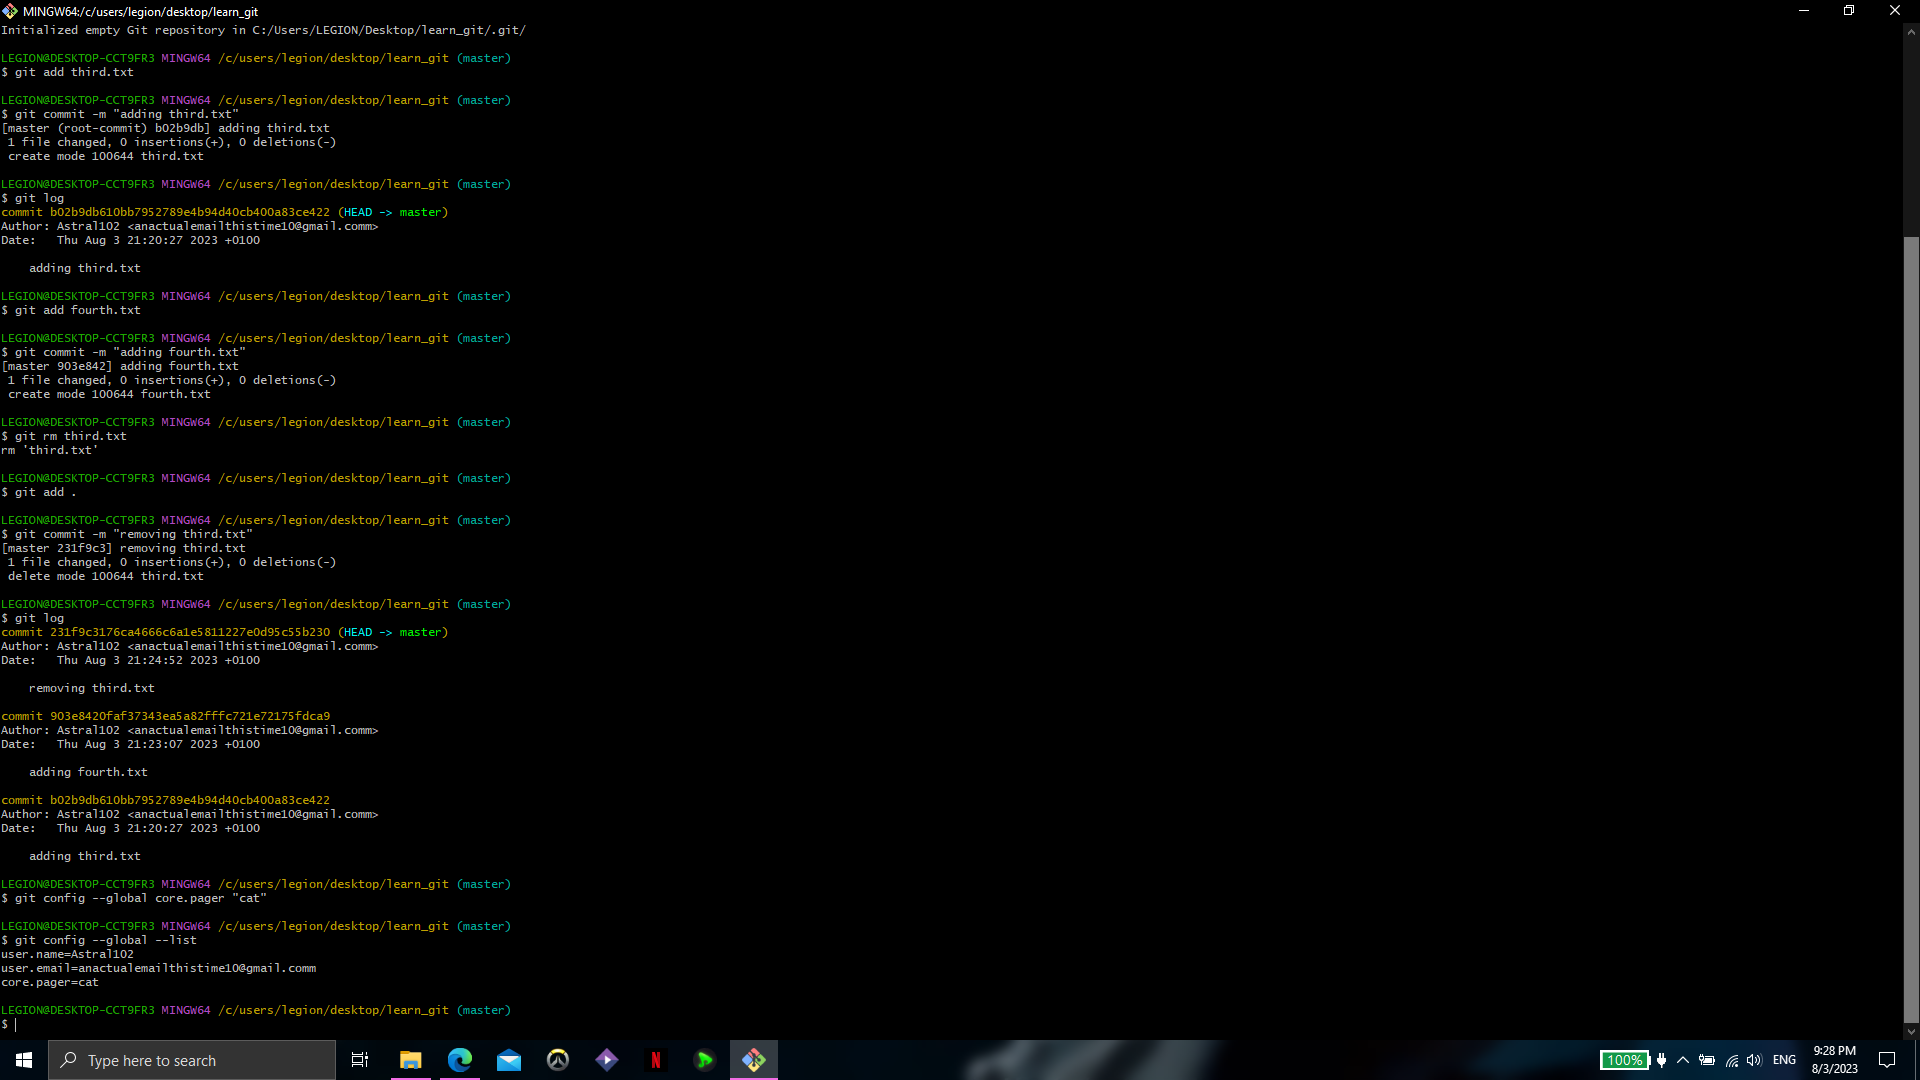 MINGW64:/c/users/legion/desktop/learn_git
Initialized empty Git repository in C:/Users/LEGION/Desktop/learn_git/.git/
LEGION@DESKTOP-CCT9FR3 MINGW64 /c/users/legion/desktop/learn_git (master)
$ git add third.txt
LEGION@DESKTOP-CCT9FR3 MINGW64 /c/users/legion/desktop/learn_git (master)
$ git commit -m "adding third.txt"
[master (root-commit) b02b9db] adding third.txt
 1 file changed, 0 insertions(+), 0 deletions(-)
 create mode 100644 third.txt
LEGION@DESKTOP-CCT9FR3 MINGW64 /c/users/legion/desktop/learn_git (master)
$ git log
commit b02b9db610bb7952789e4b94d40cb400a83ce422 (HEAD -> master)
Author: Astral102 <anactualemailthistime10@gmail.comm>
Date:   Thu Aug 3 21:20:27 2023 +0100
    adding third.txt
LEGION@DESKTOP-CCT9FR3 MINGW64 /c/users/legion/desktop/learn_git (master)
$ git add fourth.txt
LEGION@DESKTOP-CCT9FR3 MINGW64 /c/users/legion/desktop/learn_git (master)
$ git commit -m "adding fourth.txt"
[master 903e842] adding fourth.txt
 1 file changed, 0 insertions(+), 0 deletions(-)
 create mode 100644 fourth.txt
LEGION@DESKTOP-CCT9FR3 MINGW64 /c/users/legion/desktop/learn_git (master)
$ git rm third.txt
rm 'third.txt'
LEGION@DESKTOP-CCT9FR3 MINGW64 /c/users/legion/desktop/learn_git (master)
$ git add .
LEGION@DESKTOP-CCT9FR3 MINGW64 /c/users/legion/desktop/learn_git (master)
$ git commit -m "removing third.txt"
[master 231f9c3] removing third.txt
 1 file changed, 0 insertions(+), 0 deletions(-)
 delete mode 100644 third.txt
LEGION@DESKTOP-CCT9FR3 MINGW64 /c/users/legion/desktop/learn_git (master)
$ git log
commit 231f9c3176ca4666c6a1e5811227e0d95c55b230 (HEAD -> master)
Author: Astral102 <anactualemailthistime10@gmail.comm>
Date:   Thu Aug 3 21:24:52 2023 +0100
    removing third.txt
commit 903e8420faf37343ea5a82fffc721e72175fdca9
Author: Astral102 <anactualemailthistime10@gmail.comm>
Date:   Thu Aug 3 21:23:07 2023 +0100
    adding fourth.txt
commit b02b9db610bb7952789e4b94d40cb400a83ce422
Author: Astral102 <anactualemailthistime10@gmail.comm>
Date:   Thu Aug 3 21:20:27 2023 +0100
    adding third.txt
LEGION@DESKTOP-CCT9FR3 MINGW64 /c/users/legion/desktop/learn_git (master)
$ git config --global core.pager "cat"
LEGION@DESKTOP-CCT9FR3 MINGW64 /c/users/legion/desktop/learn_git (master)
$ git config --global --list
user.name=Astral102
user.email=anactualemailthistime10@gmail.comm
core.pager=cat
LEGION@DESKTOP-CCT9FR3 MINGW64 /c/users/legion/desktop/learn_git (master)
$
Type here to search
N
100%
ENG
9:28 PM
8/3/2023